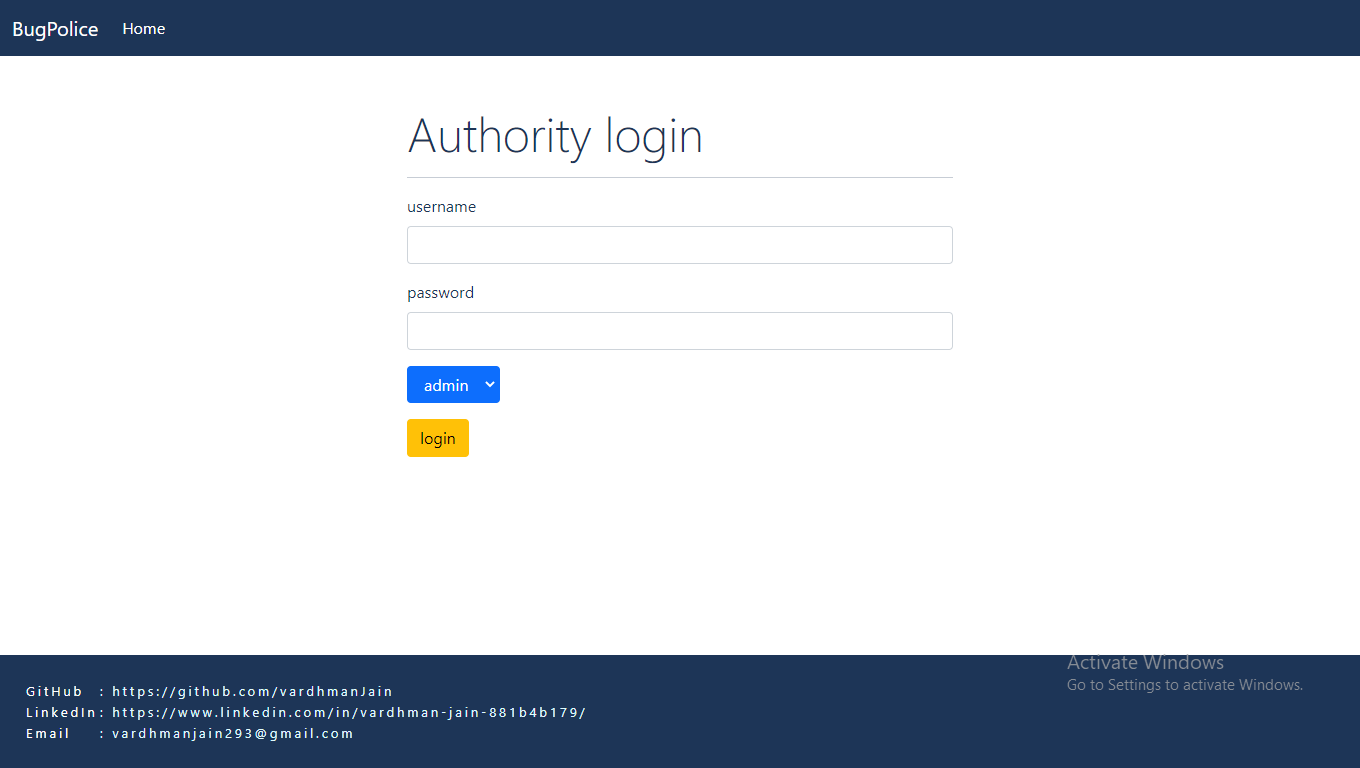 BugPolice Home
Authority login
username
password
admin
login
Activate Windows
Go to Settings to activate Windows.
GitHub : https://github.com/vardhmanJain
LinkedIn : https://www.linkedin.com/in/vardhman-jain-881b4b179/
Email : vardhmanjain293@gmail.com